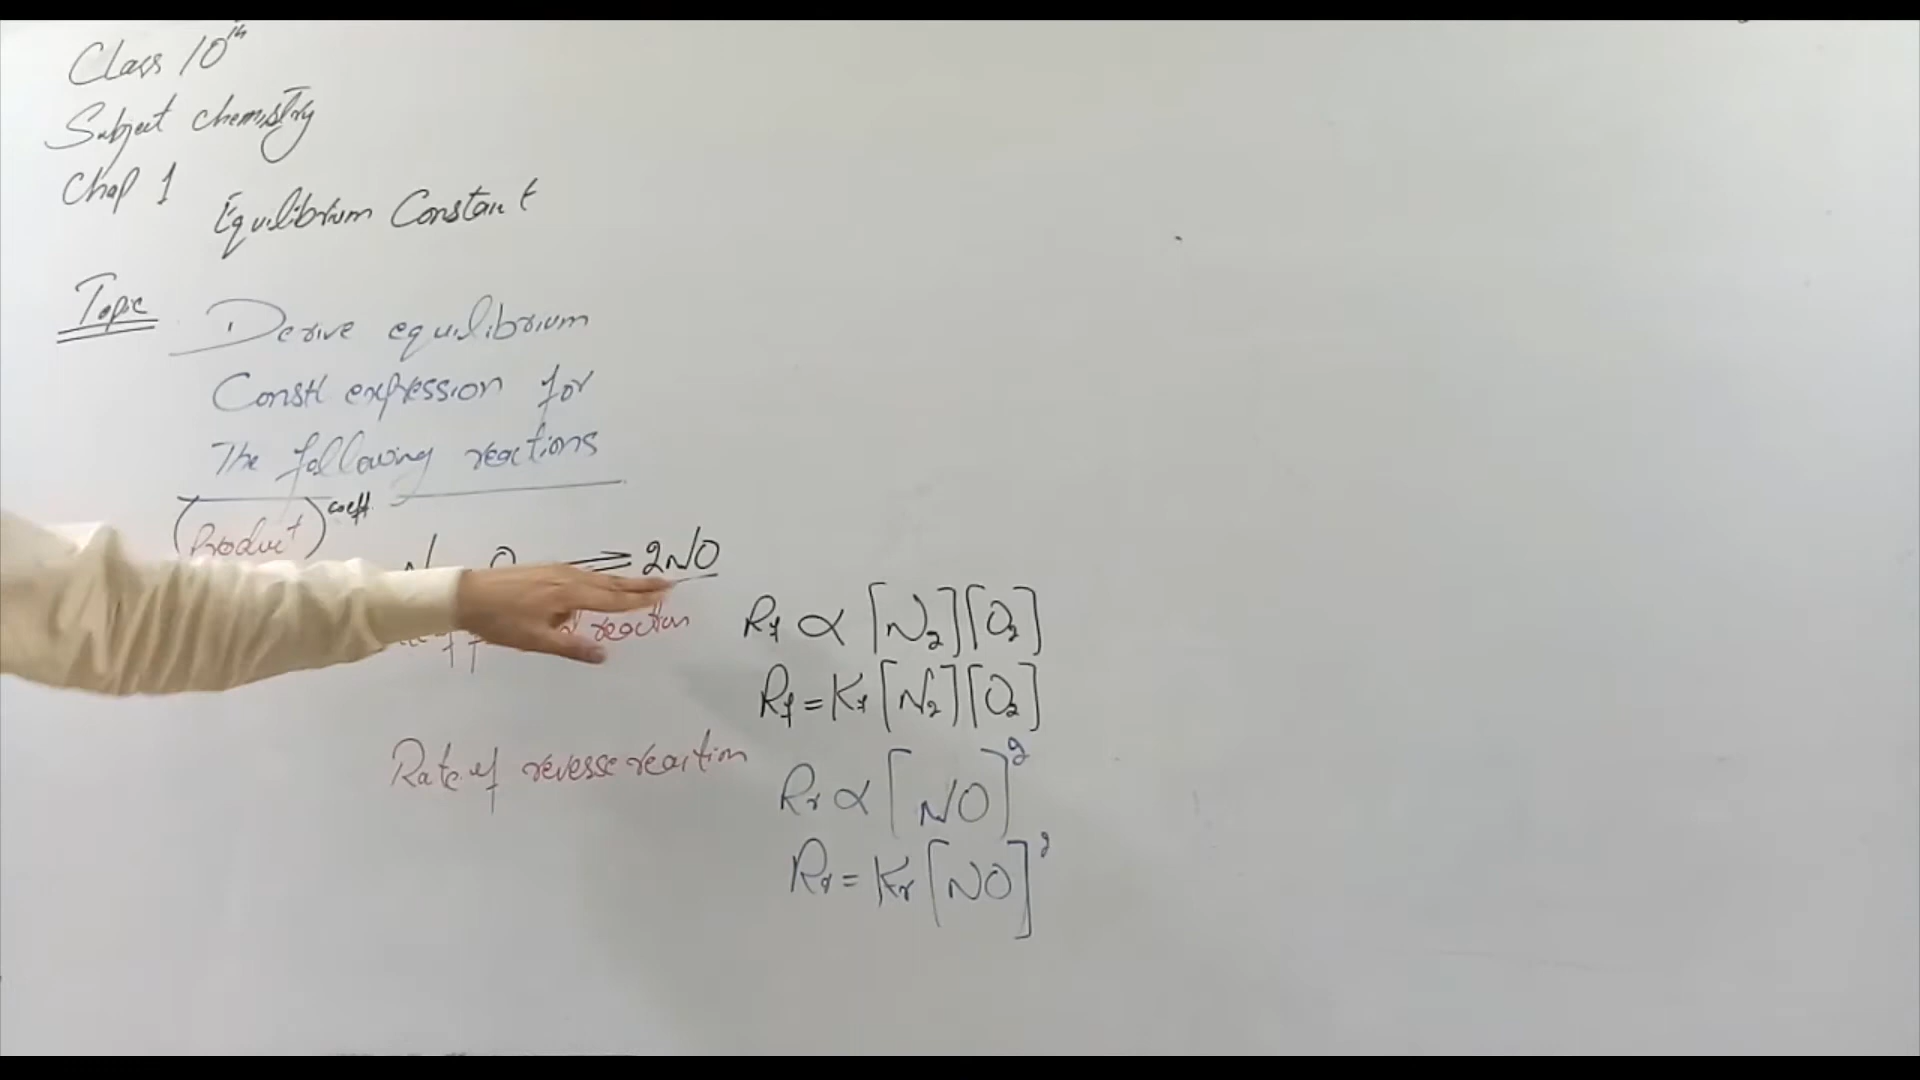 Class 10th
Subject chemistry
Chap 1
Equilibrium Constant
Topic
Derive equilibrium
Constt expression for
The following reactions
(Product)coeff.
⇌ 2NO
reaction
Rf ∝ [N2][O2]
Rf = Kf [N2][O2]
Rate of revesse reaction
Rr ∝ [NO]2
Rr = Kr [NO]2